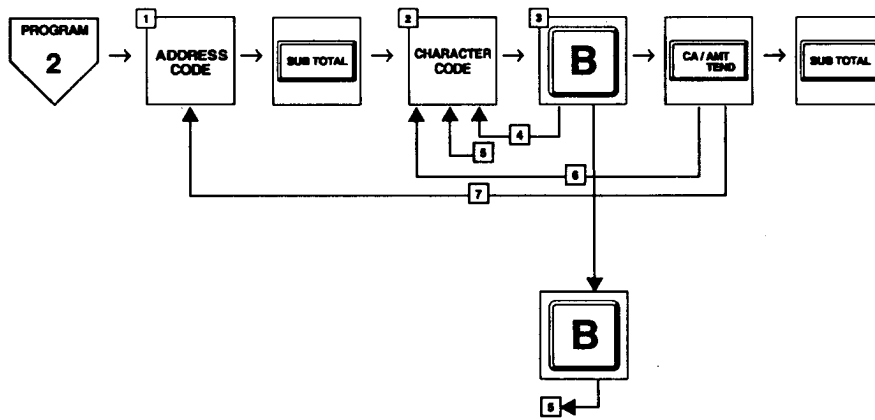 PROGRAM
2
1
ADDRESS
CODE
SUB TOTAL
2
CHARACTER
CODE
3
B
CA / AMT
TEND
SUB TOTAL
4
5
6
7
B
5